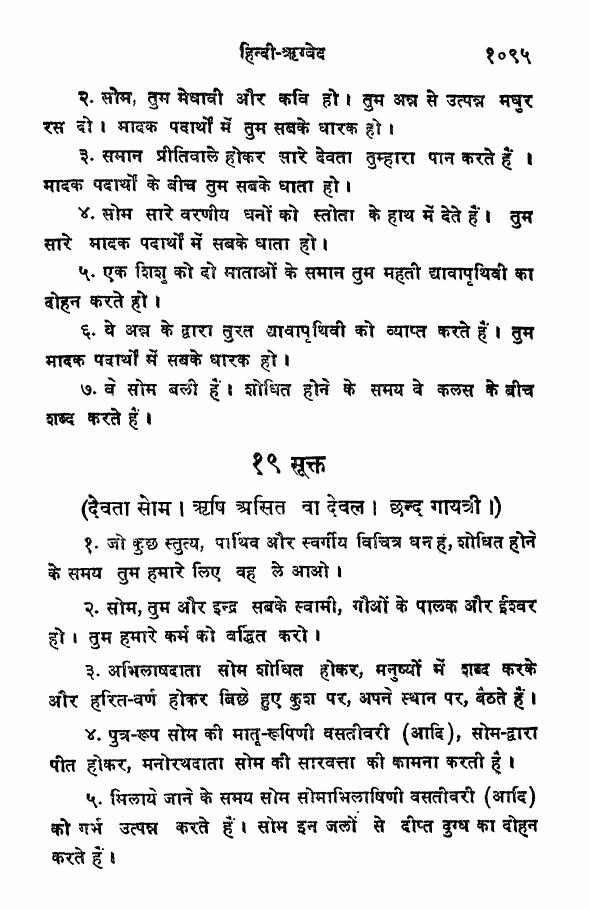 हिन्दी-ऋग्वेद १०९५
२. सोम, तुम मेधावी और कवि हो। तुम अन्न से उत्पन्न मधुर
रस दो। मादक पदार्थों में तुम सबके धारक हो।
३. समान प्रीतिवाले होकर सारे देवता तुम्हारा पान करते हैं ।
मादक पदार्थों के बीच तुम सबके धाता हो।
४. सोम सारे वरणीय धनों को स्तोता के हाथ में देते हैं। तुम
सारे मादक पदार्थों में सबके धाता हो।
५. एक शिशु को दो माताओं के समान तुम महती द्यावापृथिवी का
दोहन करते हो।
६. वे अन्न के द्वारा तुरत द्यावापृथिवी को व्याप्त करते हैं। तुम
मादक पदार्थों में सबके धारक हो।
७. वे सोम बली हैं। शोधित होने के समय वे कलस के बीच
शब्द करते हैं।
१९ सूक्त
(देवता सोम। ऋषि असित वा देवल। छन्द गायत्री।)
१. जो कुछ स्तुत्य, पार्थिव और स्वर्गीय विचित्र धन हं, शोधित होने
के समय तुम हमारे लिए वह ले आओ।
२. सोम, तुम और इन्द्र सबके स्वामी, गौओं के पालक और ईश्वर
हो। तुम हमारे कर्म को वर्द्धित करो।
३. अभिलाषदाता सोम शोधित होकर, मनुष्यों में शब्द करके
और हरित-वर्ण होकर बिछे हुए कुश पर, अपने स्थान पर, बैठते हैं।
४. पुत्र-रूप सोम की मातृ-रूपिणी वसतीवरी (आदि), सोम-द्वारा
पीत होकर, मनोरथदाता सोम की सारवत्ता की कामना करती है।
५. मिलाये जाने के समय सोम सोमाभिलाषिणी वसतीवरी (आदि)
को गर्भ उत्पन्न करते हैं। सोम इन जलों से दीप्त दुग्ध का दोहन
करते हैं।